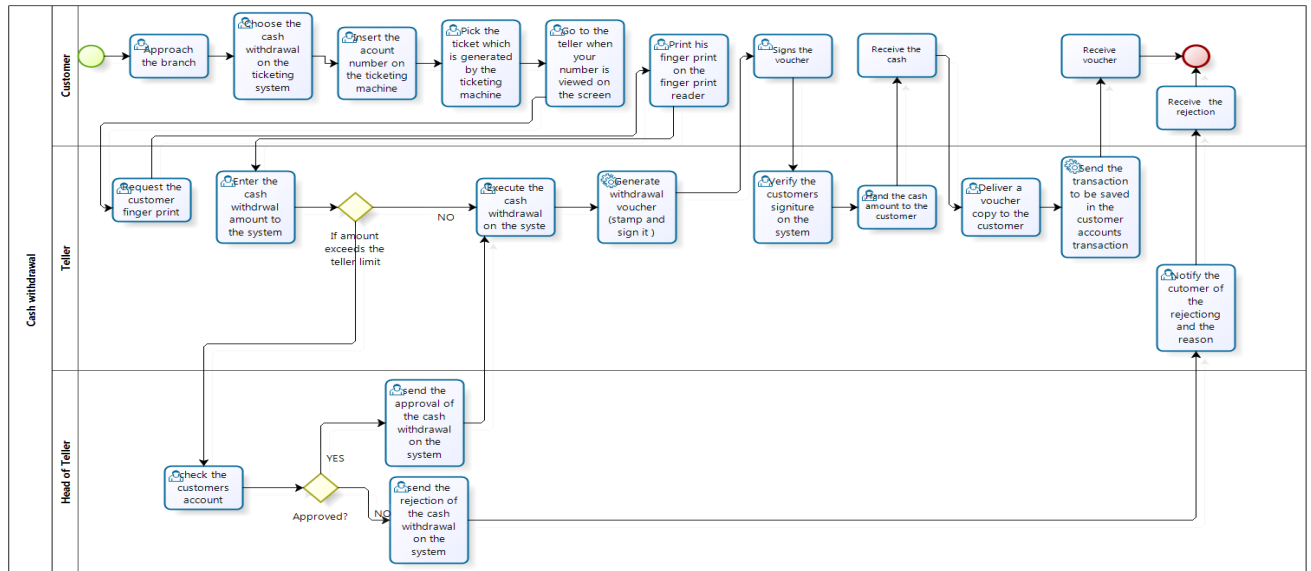 Cash withdrawal
Customer
Approach
the branch
Choose the
cash
withdrawal
on the
ticketing
system
Insert the
acount
number on
the ticketing
machine
Pick the
ticket which
is generated
by the
ticketing
machine
Go to the
teller when
your
number is
viewed on
the screen
Print his
finger print
on the
finger print
reader
Signs the
voucher
Receive the
cash
Receive
voucher
Receive the
rejection
Teller
Request the
customer
finger print
Enter the
cash
withdrwal
amount to
the system
If amount
exceeds the
teller limit
NO
Execute the
cash
withdrawal
on the syste
Generate
withdrawal
voucher
(stamp and
sign it )
Verify the
customers
signiture on
the system
Hand the cash
amount to the
customer
Deliver a
voucher
copy to the
customer
Send the
transaction
to be saved
in the
customer
accounts
transaction
Notify the
cutomer of
the
rejectiong
and the
reason
Head of Teller
check the
customers
account
Approved?
YES
NO
send the
approval of
the cash
withdrawal
on the
system
send the
rejection of
the cash
withdrawal
on the
system